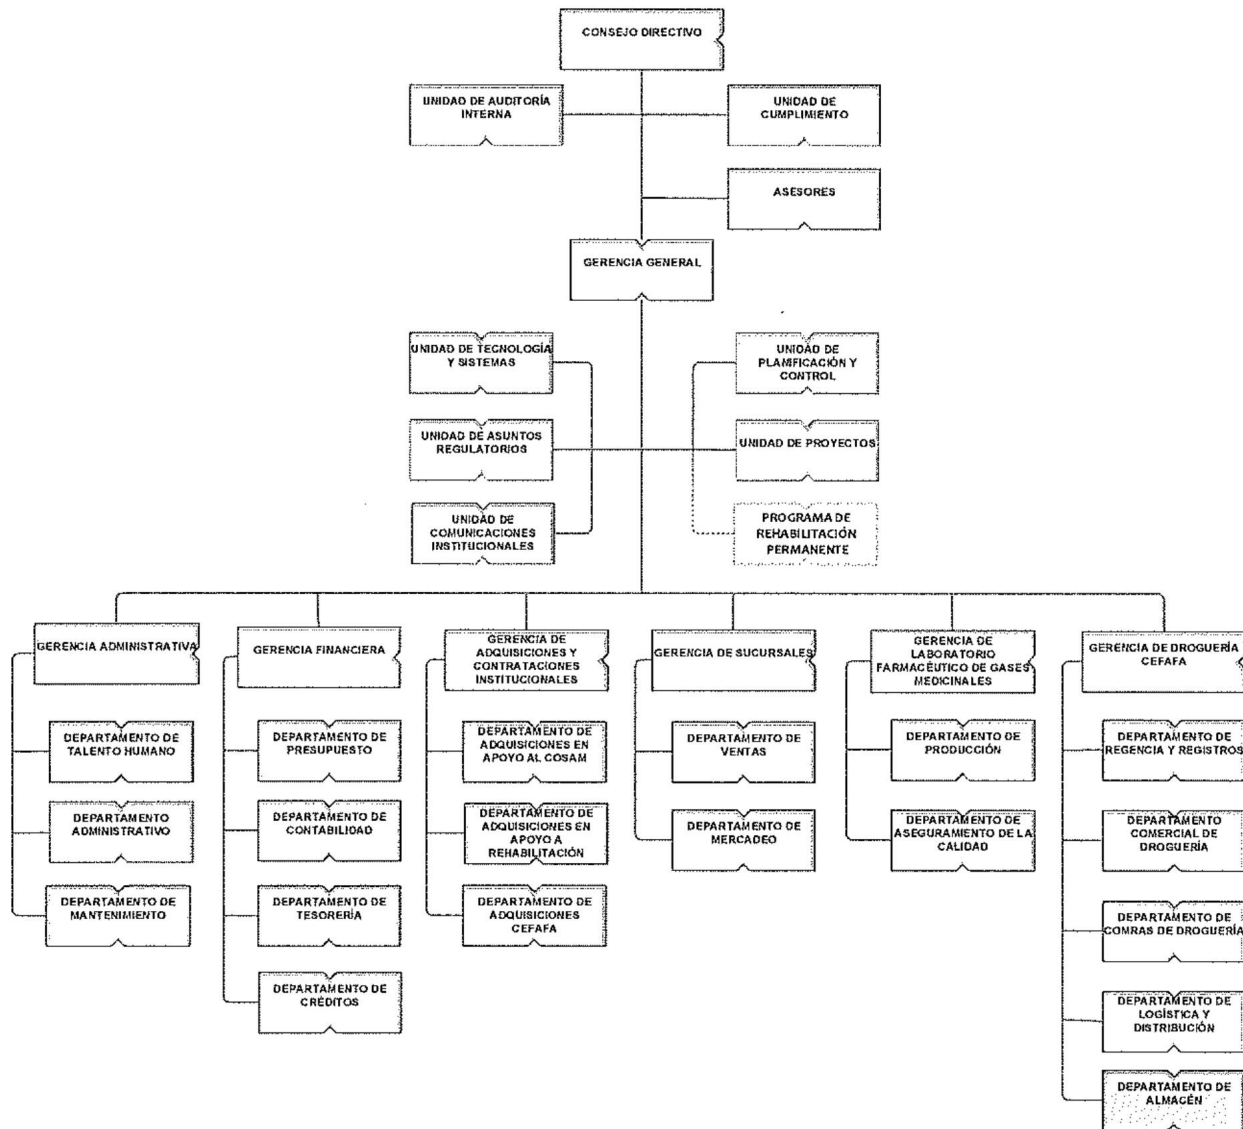 CONSEJO DIRECTIVO
UNIDAD DE AUDITORÍA
INTERNA
UNIDAD DE
CUMPLIMIENTO
ASESORES
GERENCIA GENERAL
UNIDAD DE TECNOLOGÍA
Y SISTEMAS
UNIDAD DE
PLANIFICACIÓN Y
CONTROL
UNIDAD DE ASUNTOS
REGULATORIOS
UNIDAD DE PROYECTOS
UNIDAD DE
COMUNICACIONES
INSTITUCIONALES
PROGRAMA DE
REHABILITACIÓN
PERMANENTE
GERENCIA ADMINISTRATIVA
DEPARTAMENTO DE
TALENTO HUMANO
DEPARTAMENTO
ADMINISTRATIVO
DEPARTAMENTO DE
MANTENIMIENTO
GERENCIA FINANCIERA
DEPARTAMENTO DE
PRESUPUESTO
DEPARTAMENTO DE
CONTABILIDAD
DEPARTAMENTO DE
TESORERÍA
DEPARTAMENTO DE
CRÉDITOS
GERENCIA DE
ADQUISICIONES Y
CONTRATACIONES
INSTITUCIONALES
DEPARTAMENTO DE
ADQUISICIONES EN
APOYO AL COSAM
DEPARTAMENTO DE
ADQUISICIONES EN
APOYO A
REHABILITACIÓN
DEPARTAMENTO DE
ADQUISICIONES
CEFAFA
GERENCIA DE SUCURSALES
DEPARTAMENTO DE
VENTAS
DEPARTAMENTO DE
MERCADEO
GERENCIA DE
LABORATORIO
FARMACÉUTICO DE GASES
MEDICINALES
DEPARTAMENTO DE
PRODUCCIÓN
DEPARTAMENTO DE
ASEGURAMIENTO DE LA
CALIDAD
GERENCIA DE DROGUERÍA
CEFAFA
DEPARTAMENTO DE
REGENCIA Y REGISTROS
DEPARTAMENTO
COMERCIAL DE
DROGUERÍA
DEPARTAMENTO DE
COMRAS DE DROGUERÍA
DEPARTAMENTO DE
LOGÍSTICA Y
DISTRIBUCIÓN
DEPARTAMENTO DE
ALMACÉN